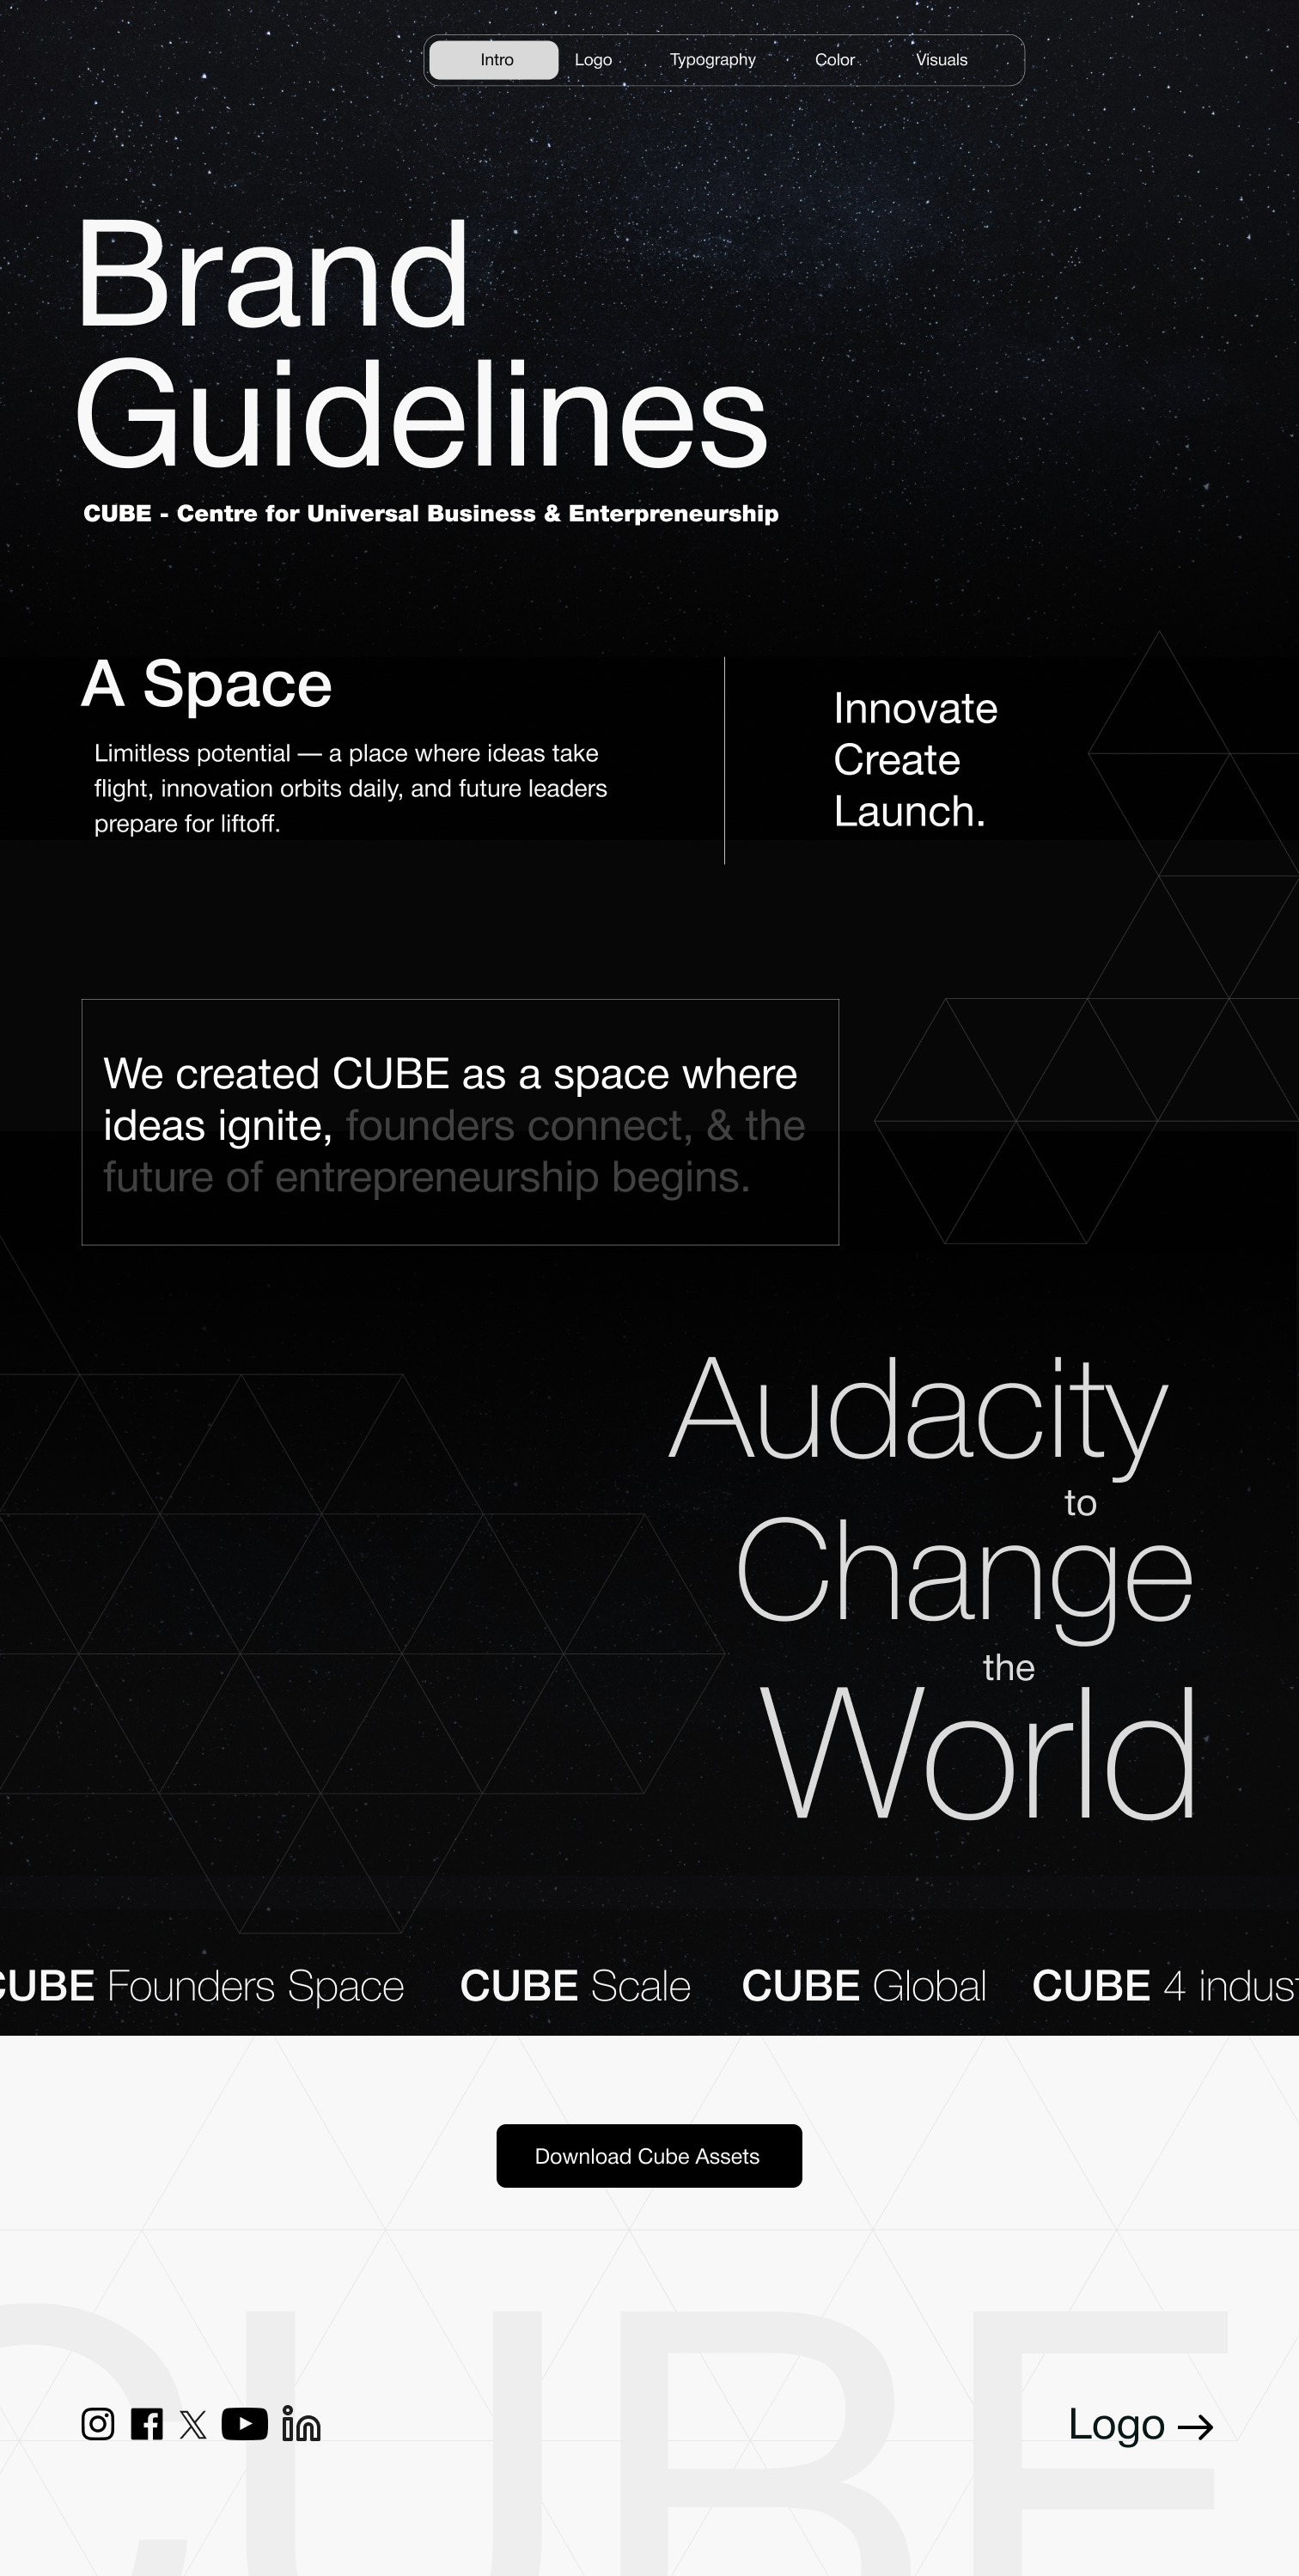 Intro Logo Typography Color Visuals
Brand
Guidelines
CUBE - Centre for Universal Business & Enterpreneurship
A Space
Limitless potential — a place where ideas take
flight, innovation orbits daily, and future leaders
prepare for liftoff.
Innovate
Create
Launch.
We created CUBE as a space where
ideas ignite, founders connect, & the
future of entrepreneurship begins.
Audacity
to
Change
the
World
CUBE Founders Space CUBE Scale CUBE Global CUBE 4 indust
Download Cube Assets
CUBE
Logo →